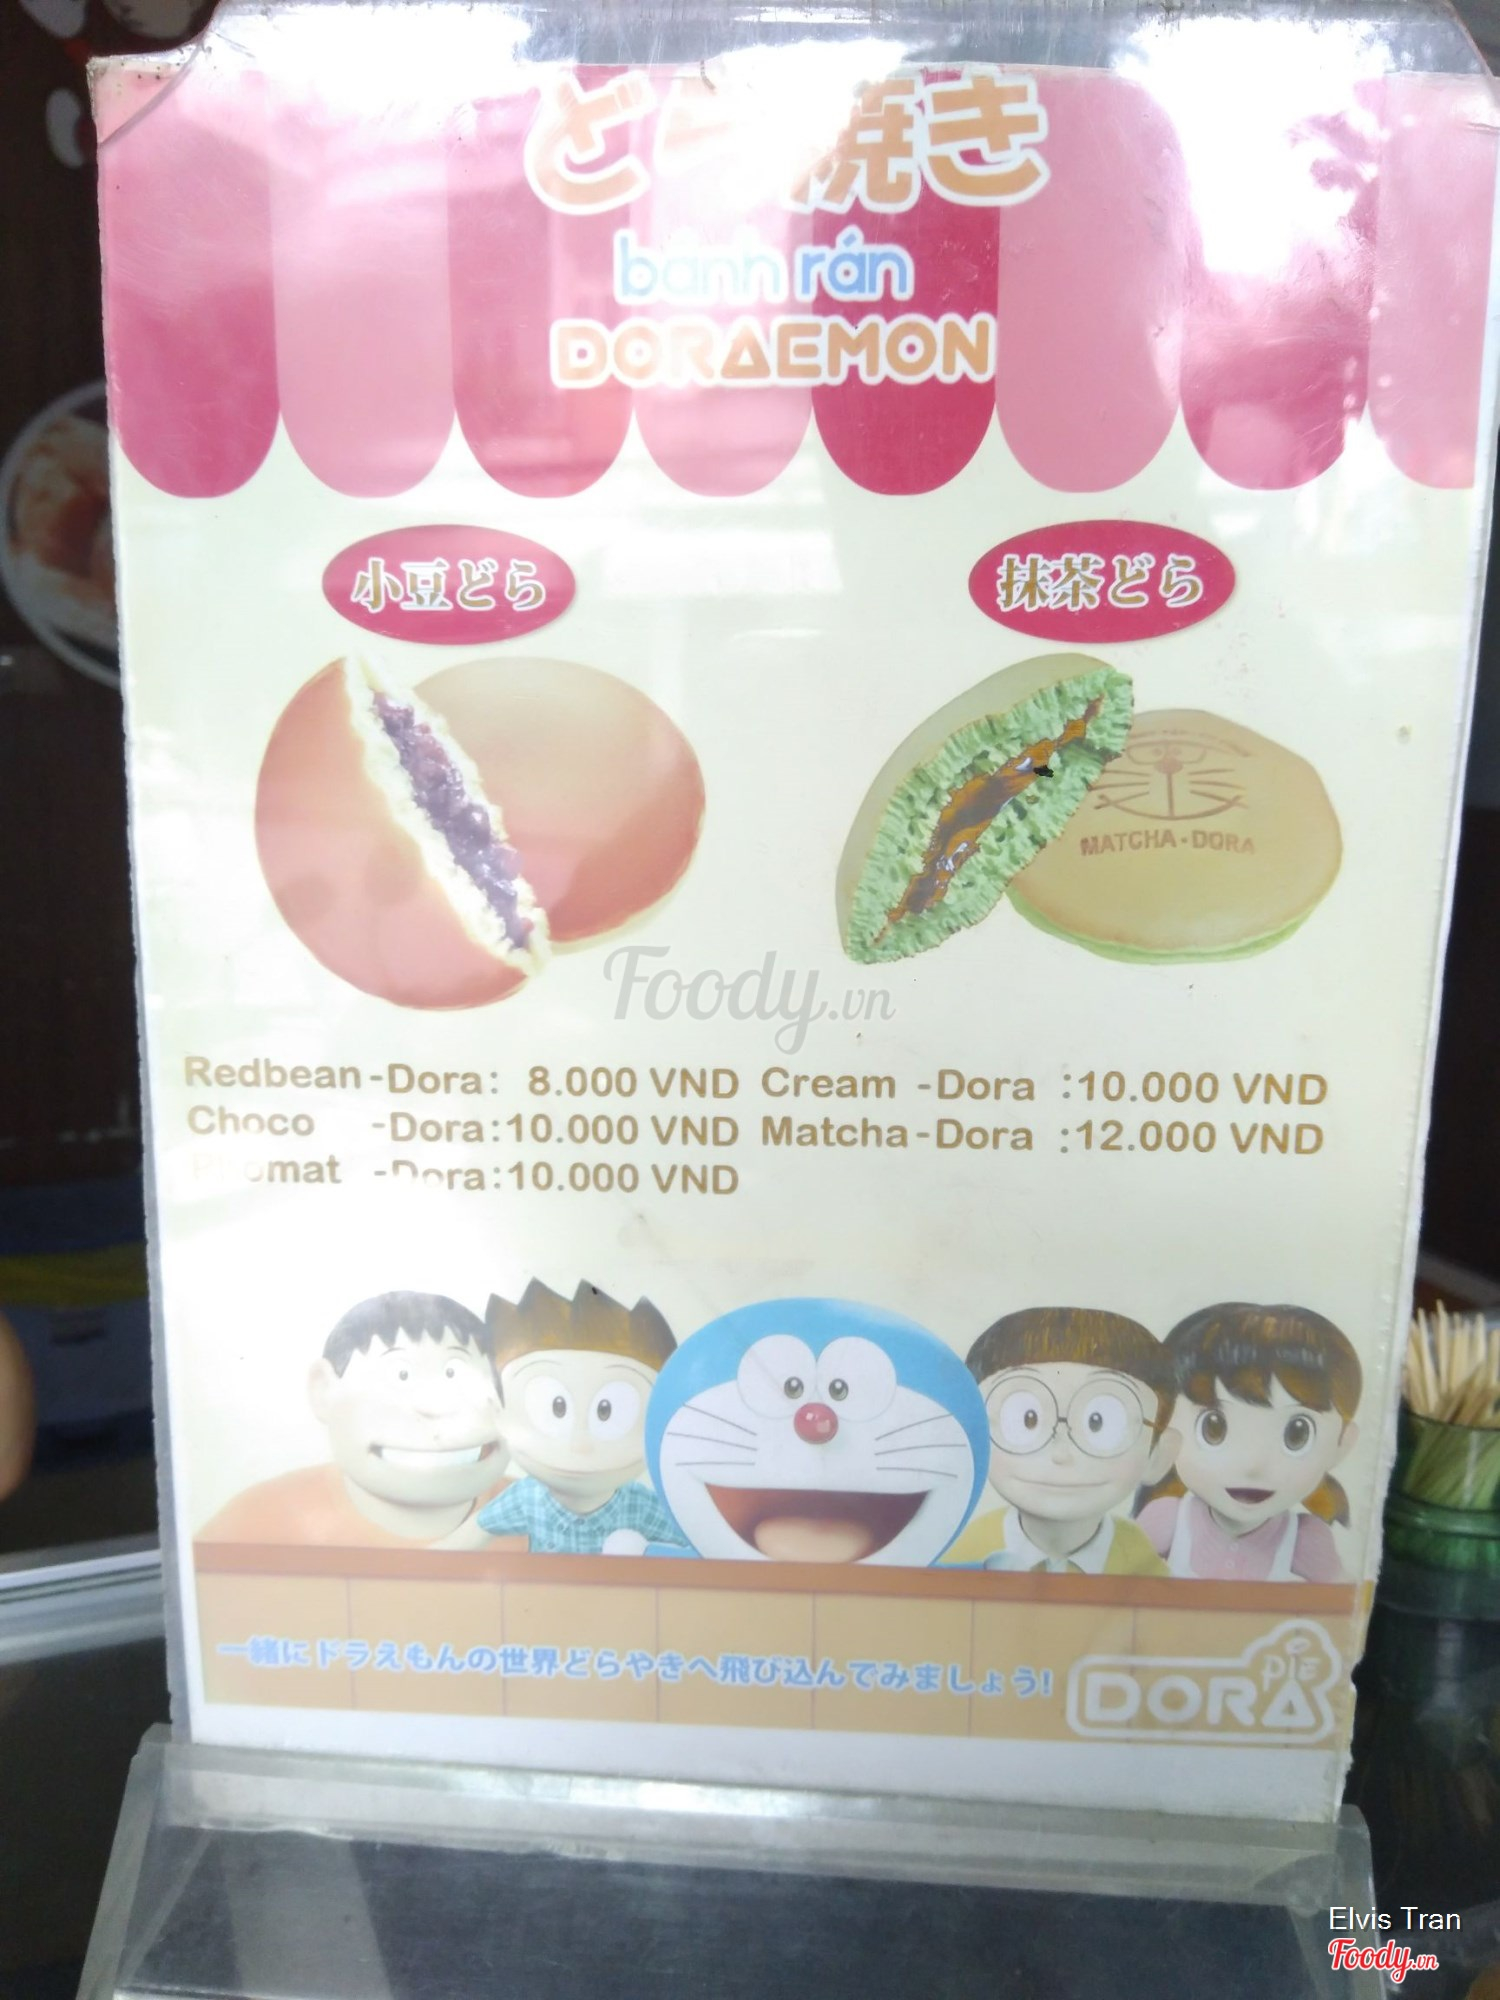 焼き
bánh rán
DORAEMON
小豆どら
抹茶どら
MATCHA・DORA
Foody.vn
Redbean-Dora: 8.000 VND
Choco -Dora:10.000 VND
-Dora:10.000 VND
Cream -Dora :10.000 VND
Matcha-Dora :12.000 VND
一緒にドラえもんの世界どらやきへ飛び込んでみましょう!
PIE
DORA
Elvis Tran
Foody.vn